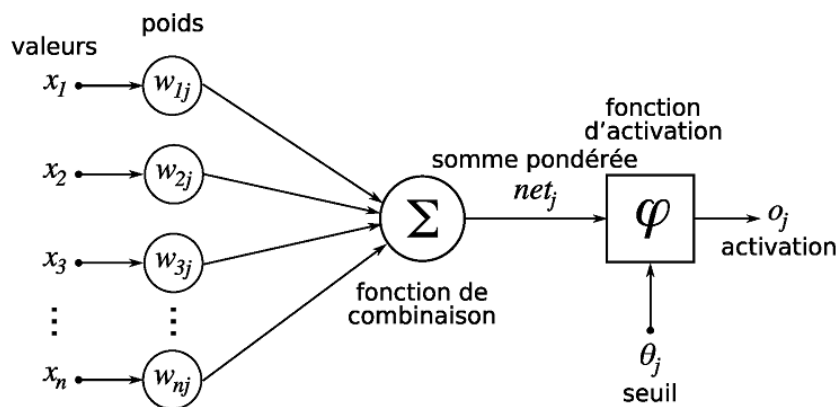 poids
valeurs
x₁
w₁ⱼ
fonction
d'activation
x₂
w₂ⱼ
somme pondérée
netⱼ
Σ
φ
oⱼ
activation
x₃
w₃ⱼ
fonction de
combinaison
⋮
⋮
xₙ
wₙⱼ
θⱼ
seuil